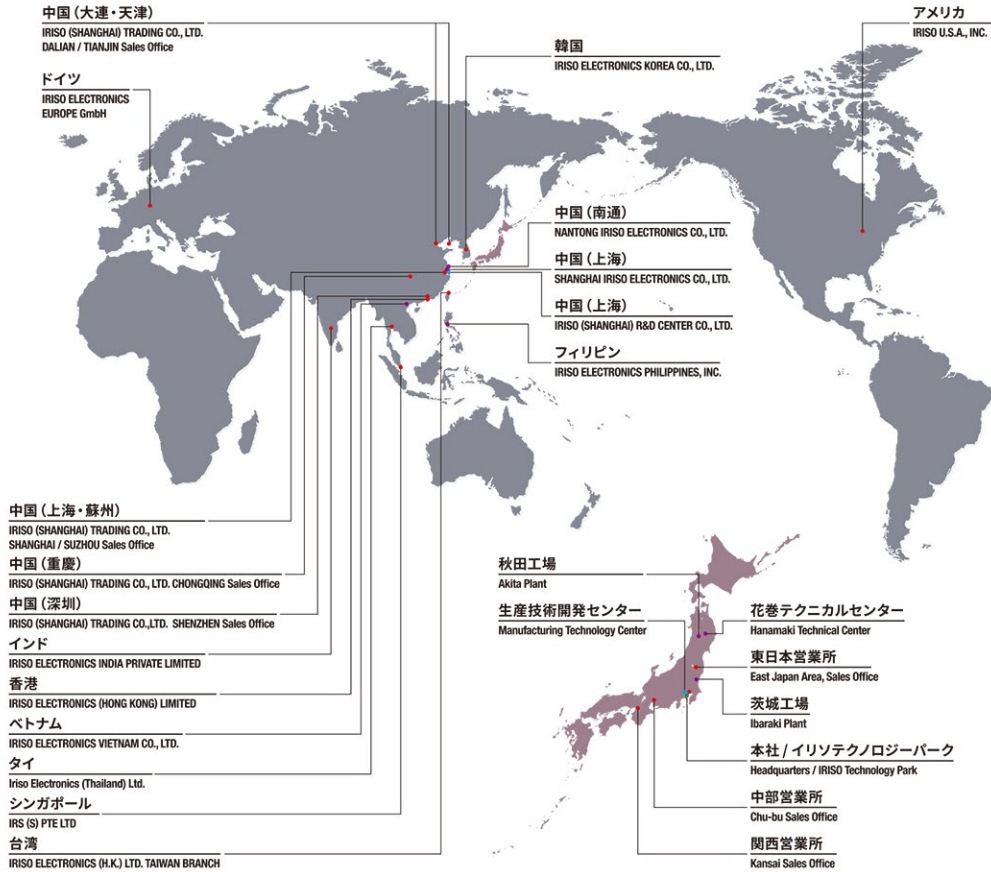 中国（大連・天津）
IRISO (SHANGHAI) TRADING CO., LTD.
DALIAN / TIANJIN Sales Office
ドイツ
IRISO ELECTRONICS
EUROPE GmbH
韓国
IRISO ELECTRONICS KOREA CO., LTD.
アメリカ
IRISO U.S.A., INC.
中国（南通）
NANTONG IRISO ELECTRONICS CO., LTD.
中国（上海）
SHANGHAI IRISO ELECTRONICS CO., LTD.
中国（上海）
IRISO (SHANGHAI) R&D CENTER CO., LTD.
フィリピン
IRISO ELECTRONICS PHILIPPINES, INC.
中国（上海・蘇州）
IRISO (SHANGHAI) TRADING CO., LTD.
SHANGHAI / SUZHOU Sales Office
中国（重慶）
IRISO (SHANGHAI) TRADING CO., LTD. CHONGQING Sales Office
中国（深圳）
IRISO (SHANGHAI) TRADING CO.,LTD. SHENZHEN Sales Office
インド
IRISO ELECTRONICS INDIA PRIVATE LIMITED
香港
IRISO ELECTRONICS (HONG KONG) LIMITED
ベトナム
IRISO ELECTRONICS VIETNAM CO., LTD.
タイ
Iriso Electronics (Thailand) Ltd.
シンガポール
IRS (S) PTE LTD
台湾
IRISO ELECTRONICS (H.K.) LTD. TAIWAN BRANCH
秋田工場
Akita Plant
生産技術開発センター
Manufacturing Technology Center
花巻テクニカルセンター
Hanamaki Technical Center
東日本営業所
East Japan Area, Sales Office
茨城工場
Ibaraki Plant
本社 / イリソテクノロジーパーク
Headquarters / IRISO Technology Park
中部営業所
Chu-bu Sales Office
関西営業所
Kansai Sales Office